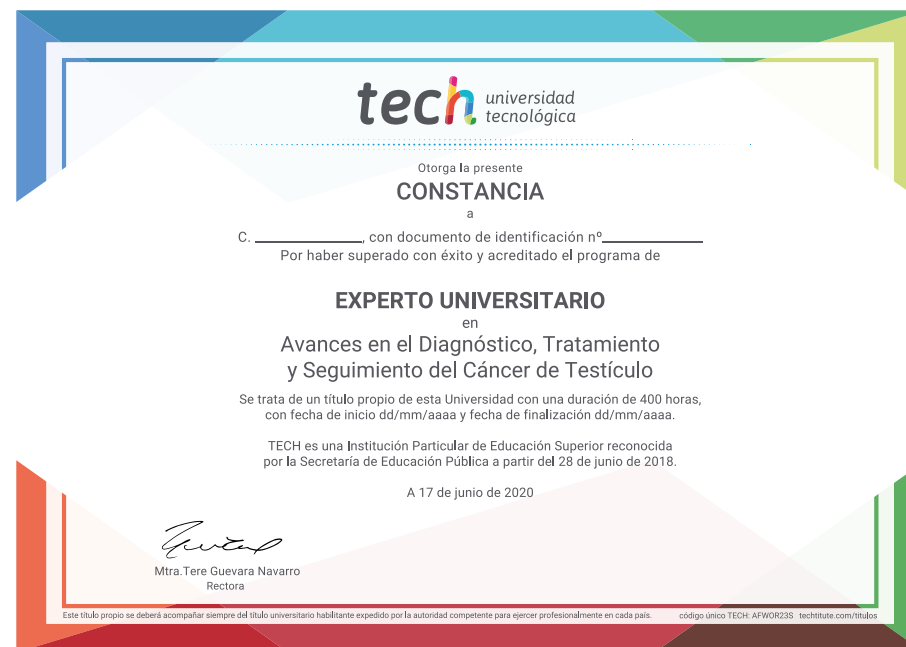 tech universidad
tecnológica
Otorga la presente
CONSTANCIA
a
C. ______________, con documento de identificación nº_____________
Por haber superado con éxito y acreditado el programa de
EXPERTO UNIVERSITARIO
en
Avances en el Diagnóstico, Tratamiento
y Seguimiento del Cáncer de Testículo
Se trata de un título propio de esta Universidad con una duración de 400 horas,
con fecha de inicio dd/mm/aaaa y fecha de finalización dd/mm/aaaa.
TECH es una Institución Particular de Educación Superior reconocida
por la Secretaría de Educación Pública a partir del 28 de junio de 2018.
A 17 de junio de 2020
Mtra.Tere Guevara Navarro
Rectora
Este título propio se deberá acompañar siempre del título universitario habilitante expedido por la autoridad competente para ejercer profesionalmente en cada país. código único TECH: AFWOR23S techtitute.com/titulos